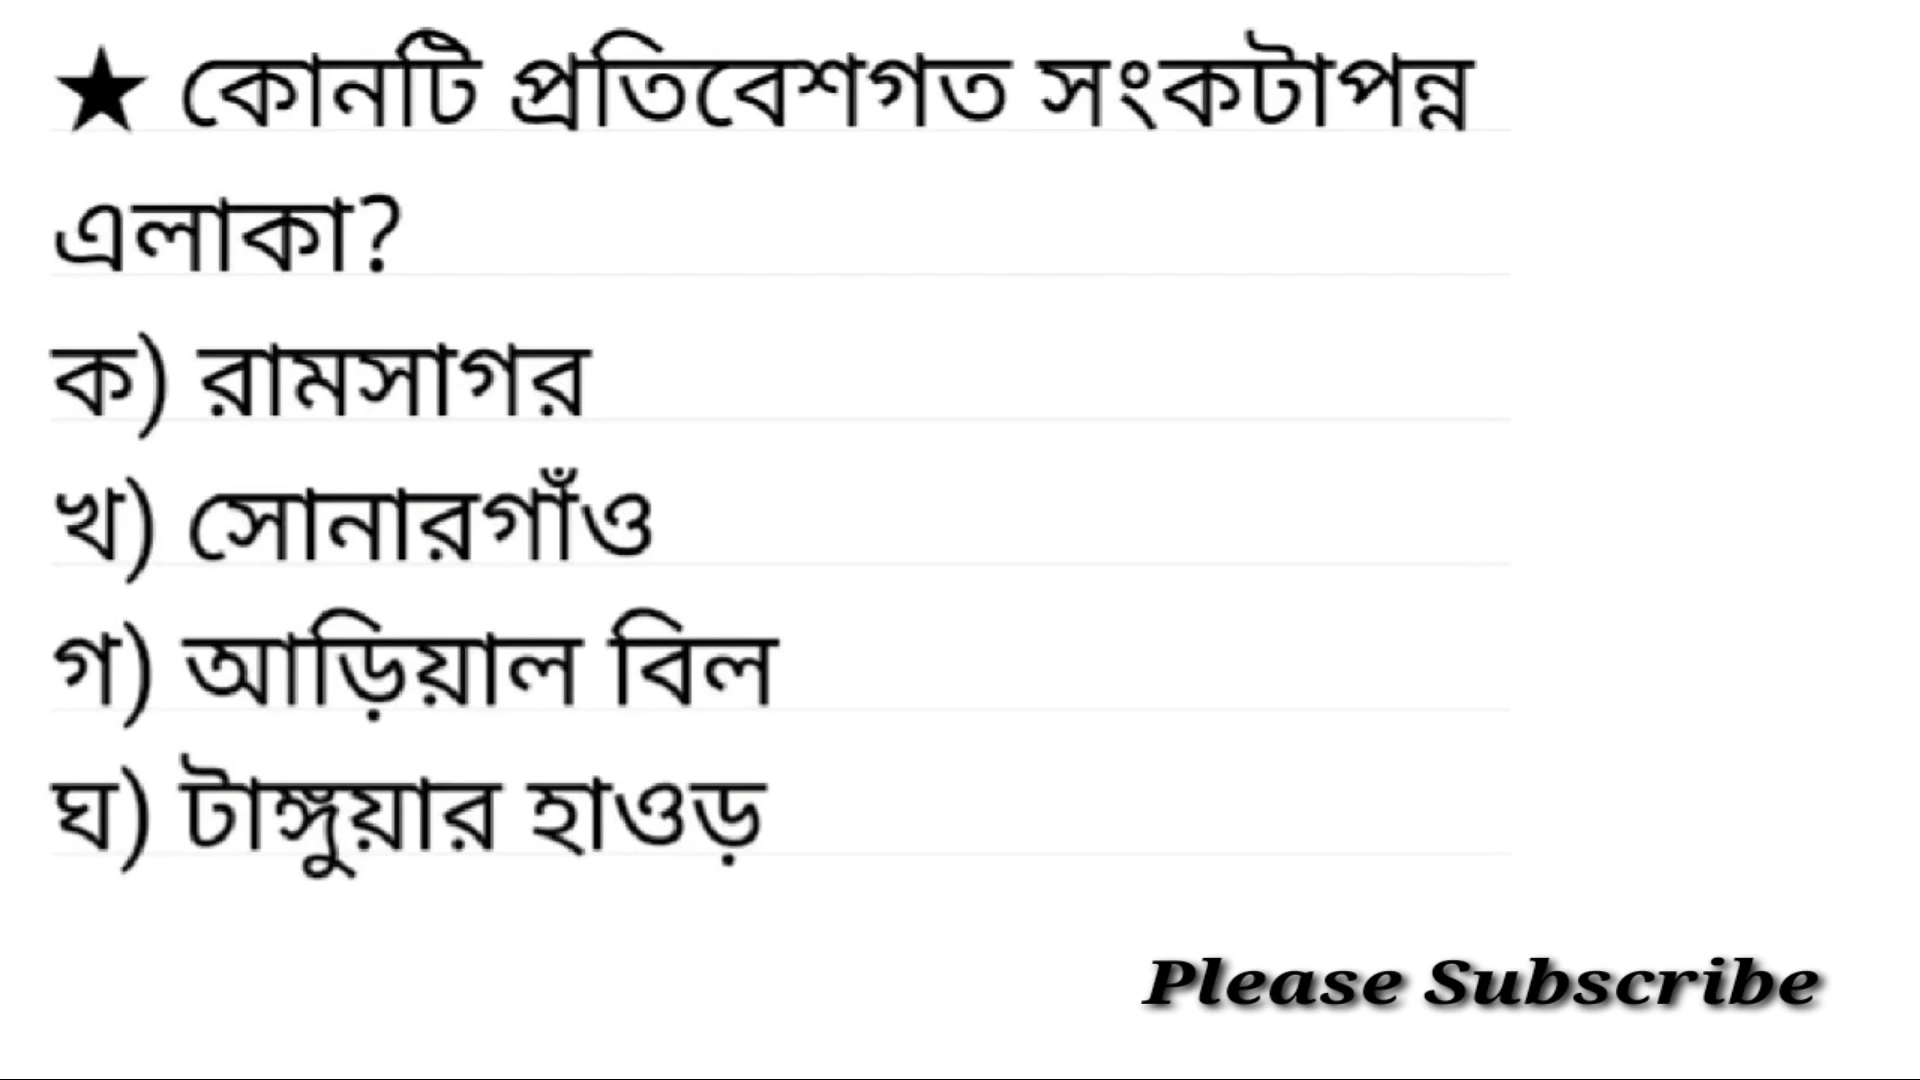 ★ কোনটি প্রতিবেশগত সংকটাপন্ন
এলাকা?
ক) রামসাগর
খ) সোনারগাঁও
গ) আড়িয়াল বিল
ঘ) টাঙ্গুয়ার হাওড়
Please Subscribe